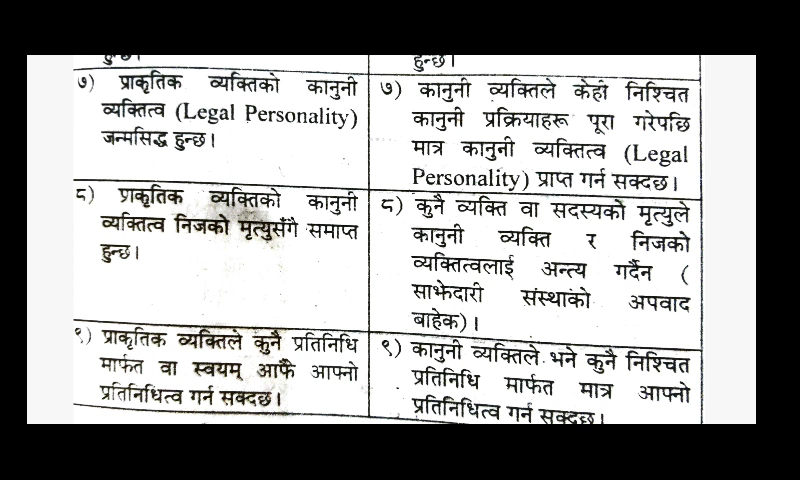 हुन्छ।
७) प्राकृतिक व्यक्तिको कानुनी
व्यक्तित्व (Legal Personality)
जन्मसिद्ध हुन्छ।
८) प्राकृतिक व्यक्तिको कानुनी
व्यक्तित्व निजको मृत्युसँगै समाप्त
हुन्छ।
९) प्राकृतिक व्यक्तिले कुनै प्रतिनिधि
मार्फत वा स्वयम् आफैं आफ्नो
प्रतिनिधित्व गर्न सक्दछ।
हुन्छ।
७) कानुनी व्यक्तिले केही निश्चित
कानुनी प्रक्रियाहरू पूरा गरेपछि
मात्र कानुनी व्यक्तित्व (Legal
Personality) प्राप्त गर्न सक्दछ।
८) कुनै व्यक्ति वा सदस्यको मृत्युले
कानुनी व्यक्ति र निजको
व्यक्तित्वलाई अन्त्य गर्दैन (
साझेदारी संस्थाको अपवाद
बाहेक)।
९) कानुनी व्यक्तिले भने कुनै निश्चित
प्रतिनिधि मार्फत मात्र आफ्नो
प्रतिनिधित्व गर्न सक्दछ।